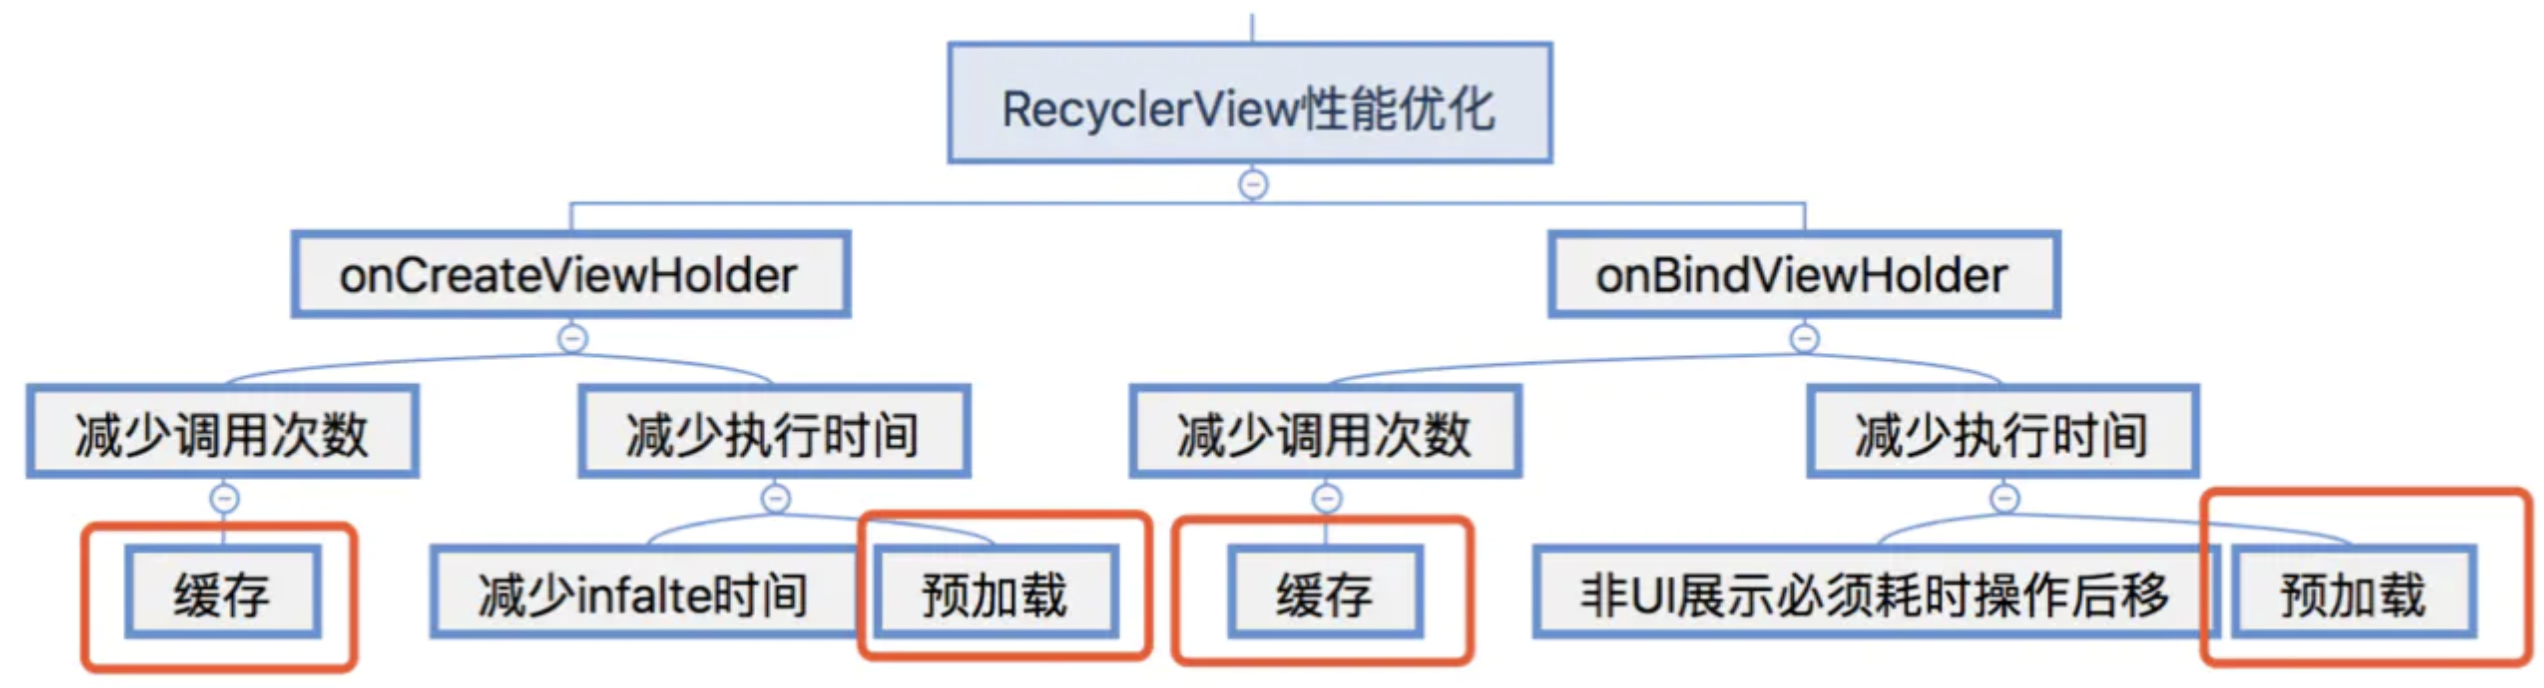 RecyclerView性能优化
onCreateViewHolder
onBindViewHolder
减少调用次数
减少执行时间
减少调用次数
减少执行时间
缓存
减少infalte时间
预加载
缓存
非UI展示必须耗时操作后移
预加载